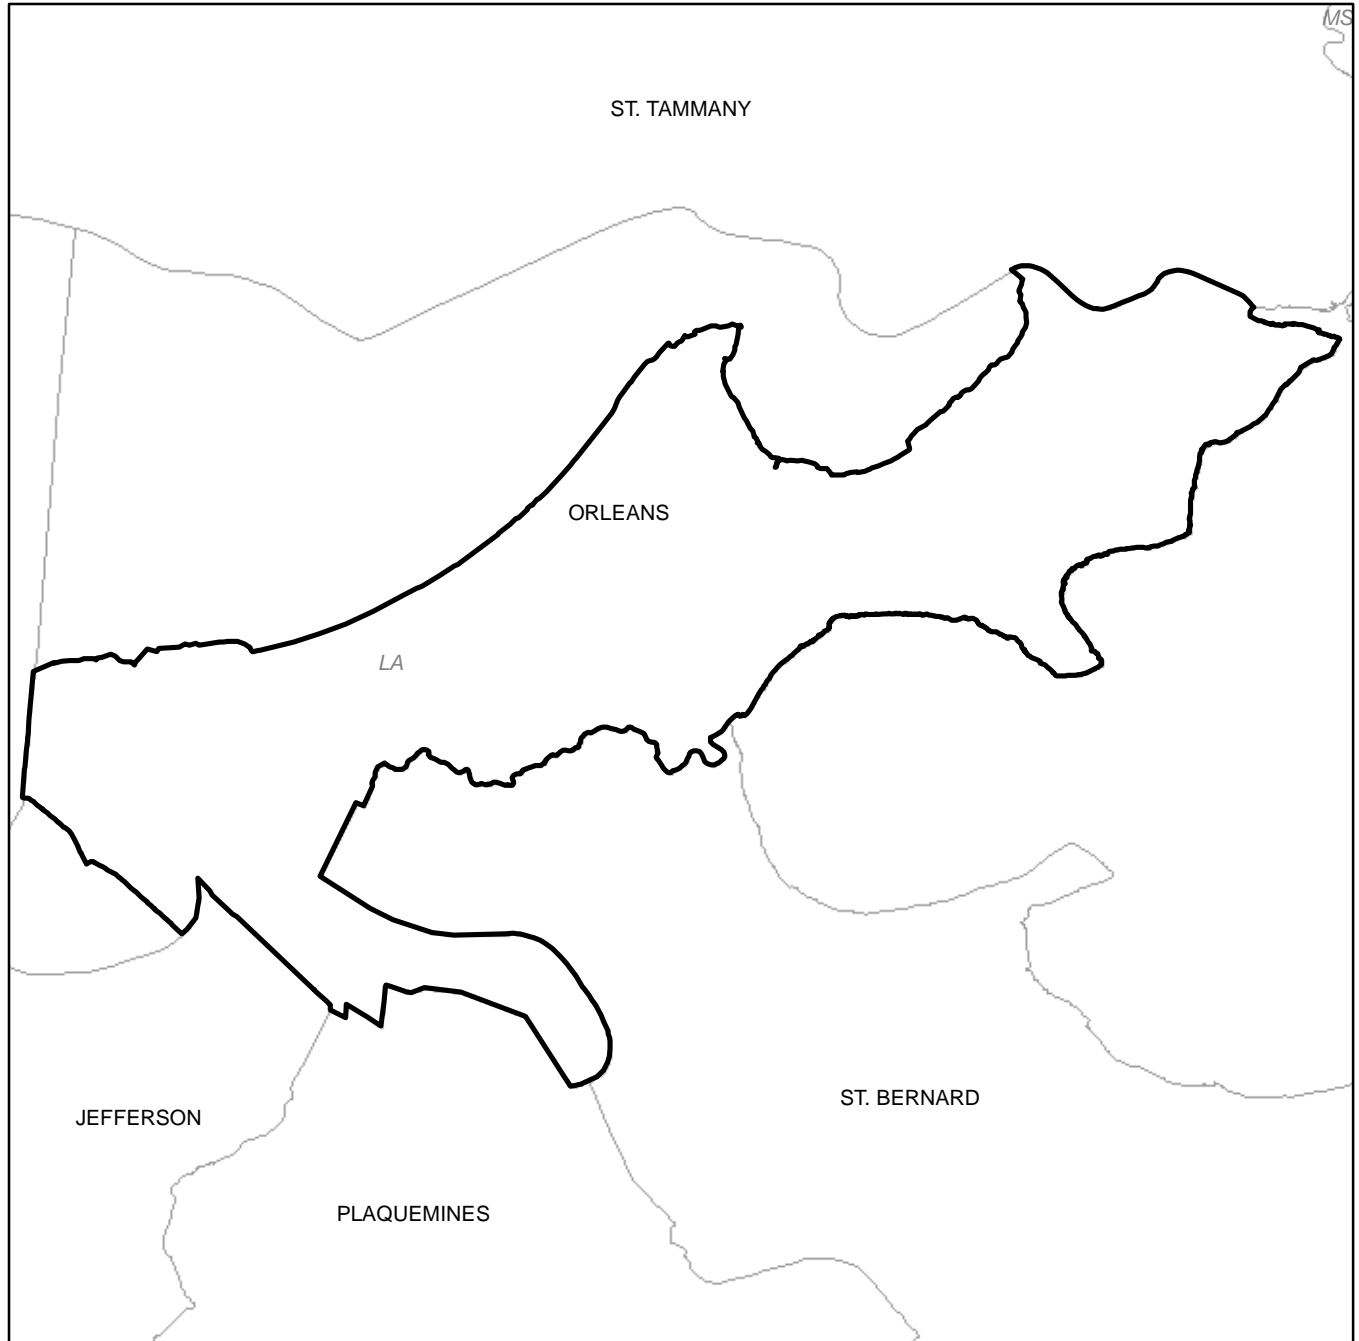 MS
ST. TAMMANY
ORLEANS
LA
ST. BERNARD
JEFFERSON
PLAQUEMINES